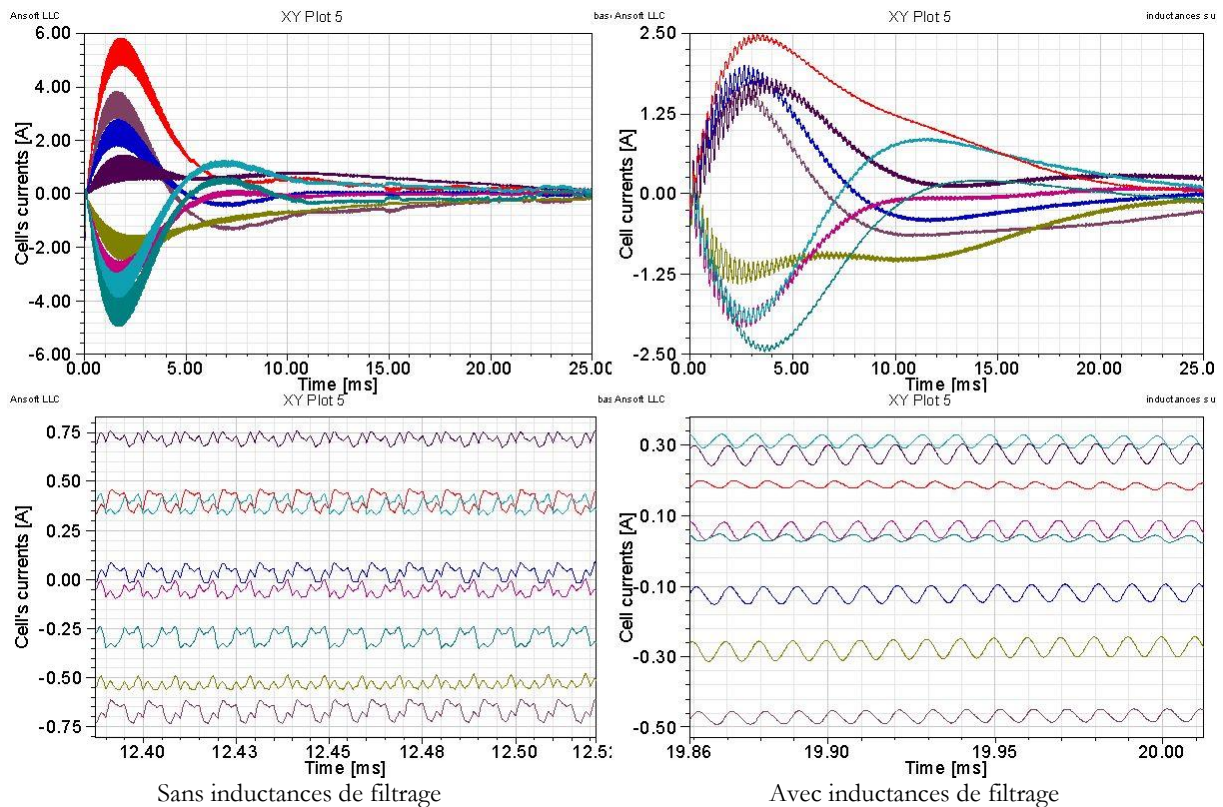 Ansoft LLC XY Plot 5 bas
6.00
4.00
2.00
0.00
-2.00
-4.00
-6.00
Cell's currents [A]
0.00 5.00 10.00 15.00 20.00 25.00
Time [ms]
Ansoft LLC XY Plot 5 inductances su
2.50
1.25
0.00
-1.25
-2.50
Cell currents [A]
0.00 5.00 10.00 15.00 20.00 25.0
Time [ms]
Ansoft LLC XY Plot 5 bas
0.75
0.50
0.25
0.00
-0.25
-0.50
-0.75
Cell's currents [A]
12.40 12.43 12.45 12.48 12.50 12.5
Time [ms]
Sans inductances de filtrage
Ansoft LLC XY Plot 5 inductances su
0.30
0.10
-0.10
-0.30
-0.50
Cell currents [A]
19.86 19.90 19.95 20.00
Time [ms]
Avec inductances de filtrage